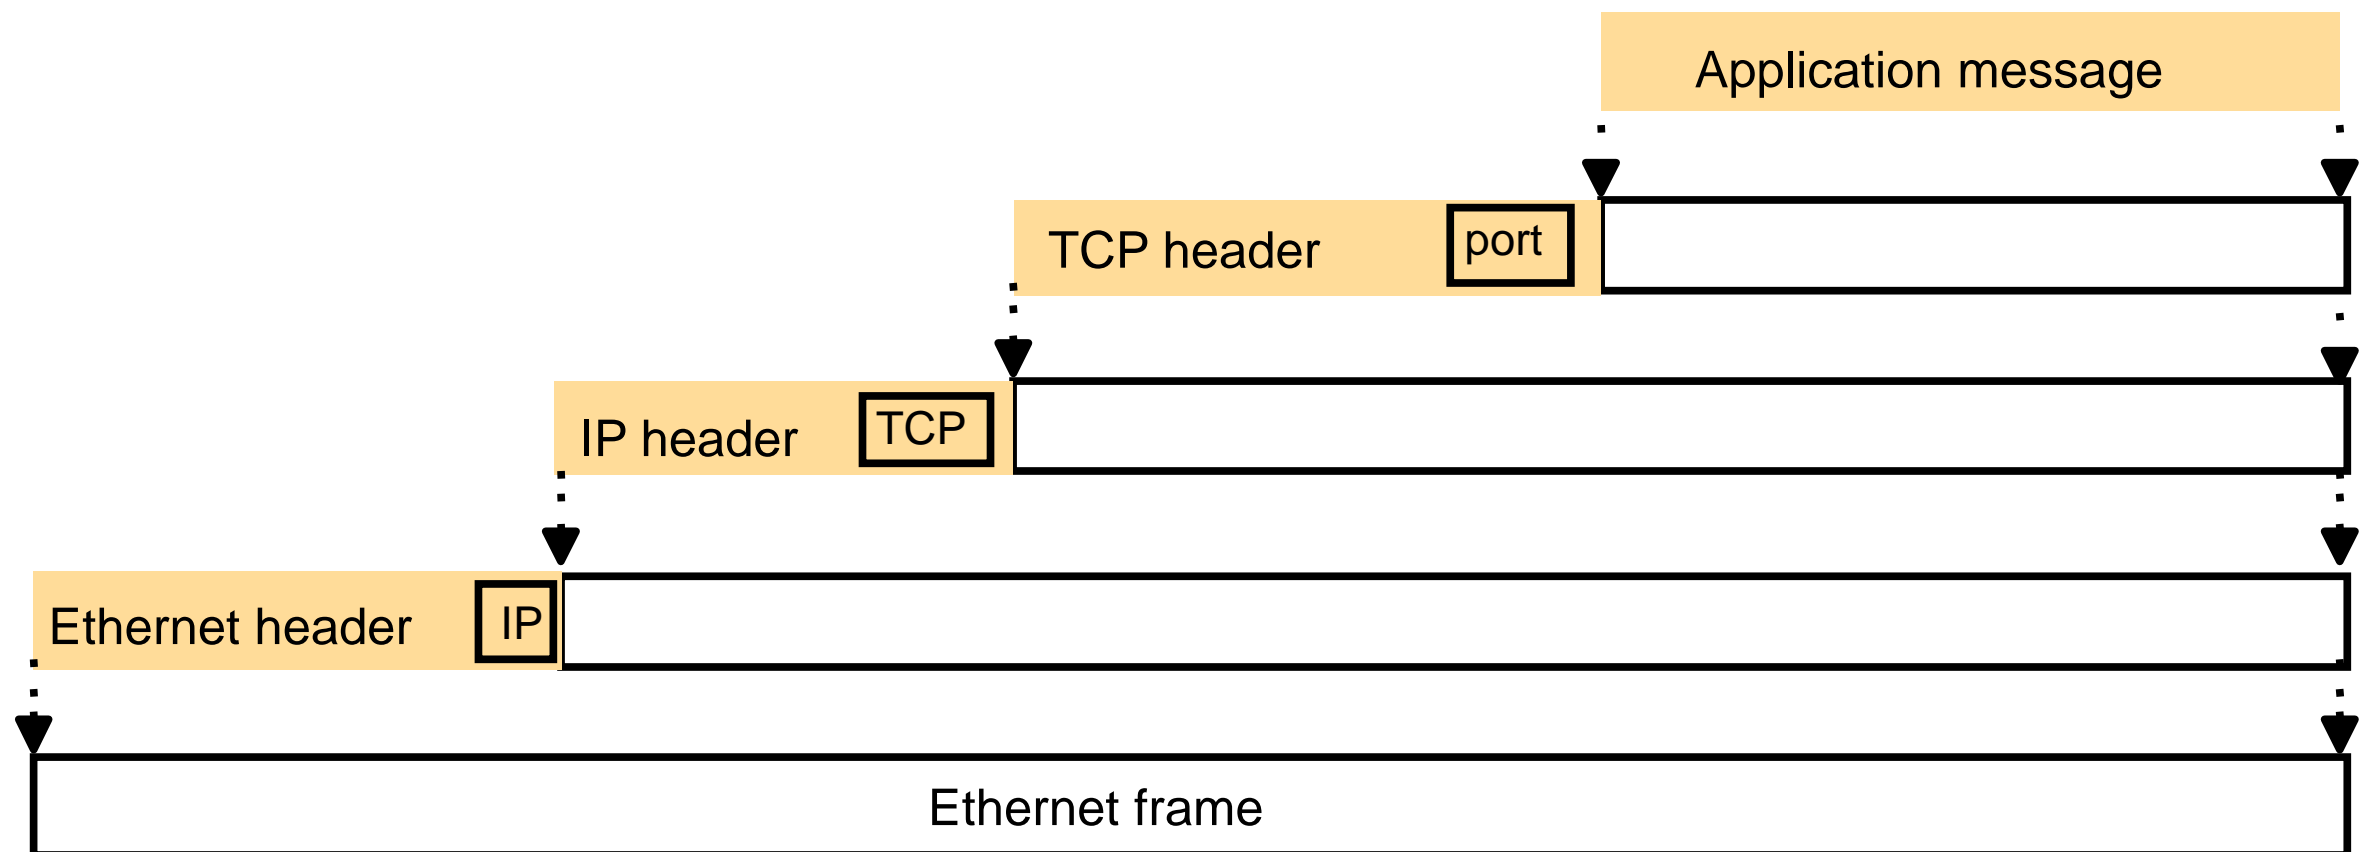 Application message
TCP header port
IP header TCP
Ethernet header IP
Ethernet frame